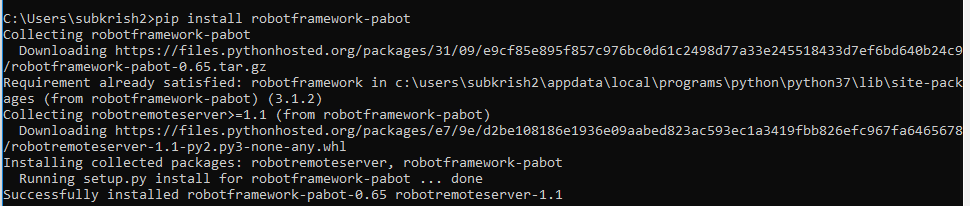 C:\Users\subkrish2>pip install robotframework-pabot
Collecting robotframework-pabot
  Downloading https://files.pythonhosted.org/packages/31/09/e9cf85e895f857c976bc0d61c2498d77a33e245518433d7ef6bd640b24c9
/robotframework-pabot-0.65.tar.gz
Requirement already satisfied: robotframework in c:\users\subkrish2\appdata\local\programs\python\python37\lib\site-pack
ages (from robotframework-pabot) (3.1.2)
Collecting robotremoteserver>=1.1 (from robotframework-pabot)
  Downloading https://files.pythonhosted.org/packages/e7/9e/d2be108186e1936e09aabed823ac593ec1a3419fbb826efc967fa6465678
/robotremoteserver-1.1-py2.py3-none-any.whl
Installing collected packages: robotremoteserver, robotframework-pabot
  Running setup.py install for robotframework-pabot ... done
Successfully installed robotframework-pabot-0.65 robotremoteserver-1.1